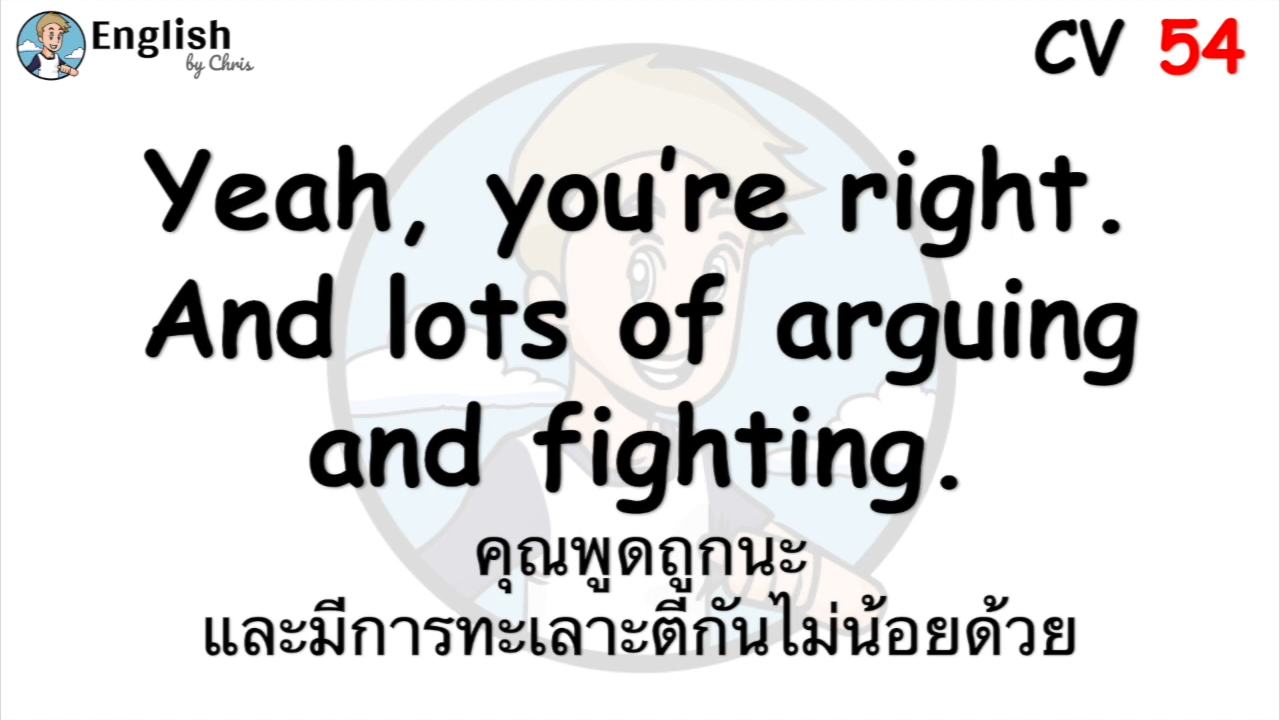 English
by Chris
CV 54
Yeah, you're right.
And lots of arguing
and fighting.
คุณพูดถูกนะ
และมีการทะเลาะตีกันไม่น้อยด้วย